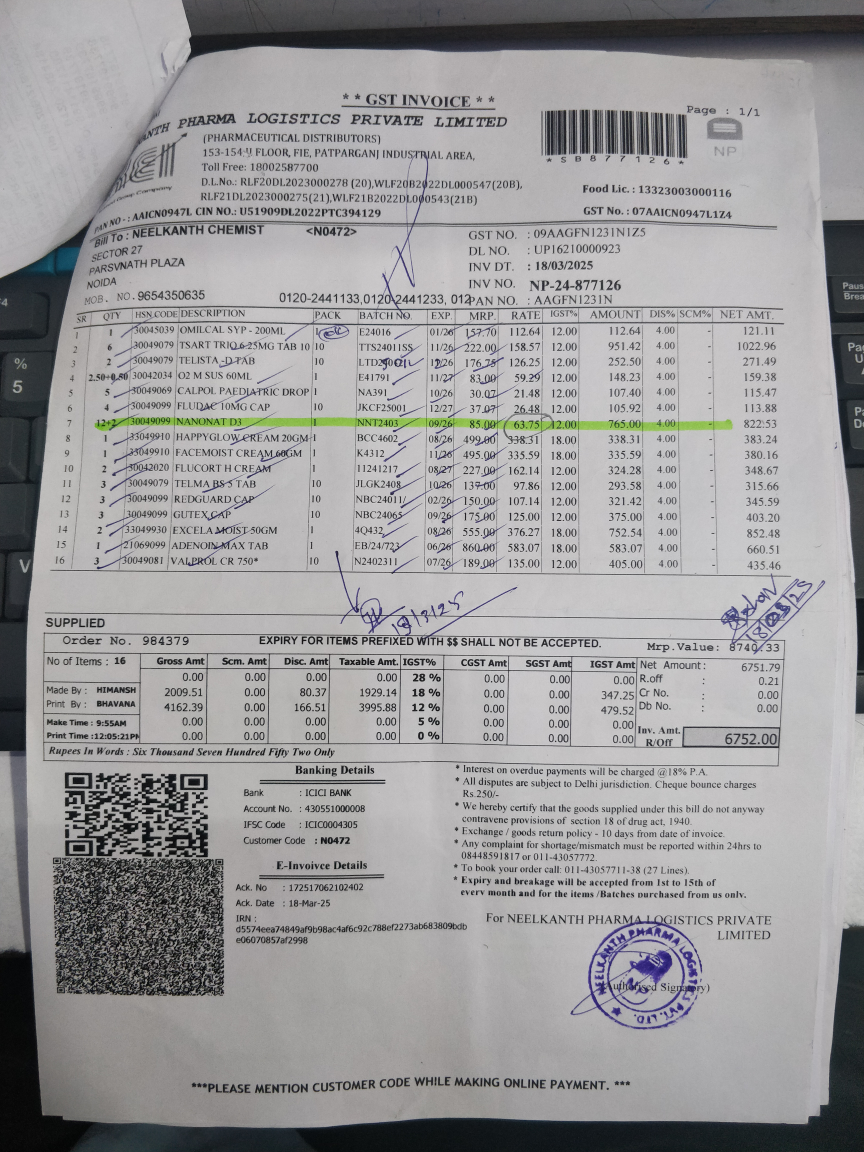 ** GST INVOICE **
Page : 1/1
PHARMA LOGISTICS PRIVATE LIMITED
(PHARMACEUTICAL DISTRIBUTORS)
153-154, FLOOR, FIE, PATPARGANJ INDUSTRIAL AREA,
Toll Free: 18002587700
D.L.No.: RLF20DL2023000278 (20),WLF20B2022DL000547(20B),
RLF21DL2023000275(21),WLF21B2022DL000543(21B)
*SB877126*
NP
Food Lic. : 13323003000116
PAN NO - : AAICN0947L CIN NO.: U51909DL2022PTC394129
GST No. : 07AAICN0947L1Z4
Bill To : NEELKANTH CHEMIST <N0472>
SECTOR 27
PARSVNATH PLAZA
NOIDA
MOB. NO. 9654350635
0120-2441133,0120-2441233, 012
GST NO. : 09AAGFN1231N1Z5
DL NO. : UP16210000923
INV DT. : 18/03/2025
INV NO. NP-24-877126
PAN NO. : AAGFN1231N
SR QTY HSN CODE DESCRIPTION PACK BATCH NO. EXP. MRP. RATE IGST% AMOUNT DIS% SCM% NET AMT.
1 1 30045039 OMILCAL SYP - 200ML 1 E24016 01/26 157.70 112.64 12.00 112.64 4.00 - 121.11
2 6 30049079 TSART TRIO 6.25MG TAB 10 10 TTS24011SS 11/26 222.00 158.57 12.00 951.42 4.00 - 1022.96
3 2 30049079 TELISTA -D TAB 10 12/26 176.75 126.25 12.00 252.50 4.00 - 271.49
4 2.50+0.50 30042034 O2 M SUS 60ML 1 E41791 11/27 83.00 59.29 12.00 148.23 4.00 - 159.38
5 5 30045069 CALPOL PAEDIATRIC DROP 1 NA391 10/26 30.07 21.48 12.00 107.40 4.00 - 115.47
6 4 30049099 FLUDAC 10MG CAP 10 JKCF25001 12/27 37.07 26.48 12.00 105.92 4.00 - 113.88
7 12+2 30049099 NANONAT D3 1 NNT2403 09/26 85.00 63.75 12.00 765.00 4.00 - 822.53
8 1 33049910 HAPPYGLOW CREAM 20GM 1 BCC4602 08/26 499.00 338.31 18.00 338.31 4.00 - 383.24
9 1 33049910 FACEMOIST CREAM 60GM 1 K4312 11/26 495.00 335.59 18.00 335.59 4.00 - 380.16
10 2 30042020 FLUCORT H CREAM 1 11241217 08/27 227.00 162.14 12.00 324.28 4.00 - 348.67
11 3 30049079 TELMA BS 5 TAB 10 JLGK2408 10/26 137.00 97.86 12.00 293.58 4.00 - 315.66
12 3 30049099 REDGUARD CAP 10 NBC24011/ 02/26 150.00 107.14 12.00 321.42 4.00 - 345.59
13 3 30049099 GUTEX CAP 10 NBC24065 09/26 175.00 125.00 12.00 375.00 4.00 - 403.20
14 2 33049930 EXCELA MOIST 50GM 1 4Q432 08/26 555.00 376.27 18.00 752.54 4.00 - 852.48
15 1 21069099 ADENOIN MAX TAB 1 EB/24/723 06/26 860.00 583.07 18.00 583.07 4.00 - 660.51
16 3 30049081 VALPROL CR 750* 10 N2402311 07/26 189.00 135.00 12.00 405.00 4.00 - 435.46
18/3/25
18/03/25
SUPPLIED
Order No. 984379 EXPIRY FOR ITEMS PREFIXED WITH $$ SHALL NOT BE ACCEPTED. Mrp.Value: 8740.33
No of Items : 16 Gross Amt Scm. Amt Disc. Amt Taxable Amt. IGST% CGST Amt SGST Amt IGST Amt
0.00 0.00 0.00 0.00 28 % 0.00 0.00 0.00
Made By : HIMANSH 2009.51 0.00 80.37 1929.14 18 % 0.00 0.00 347.25
Print By : BHAVANA 4162.39 0.00 166.51 3995.88 12 % 0.00 0.00 479.52
Make Time : 9:55AM 0.00 0.00 0.00 0.00 5 % 0.00 0.00 0.00
Print Time :12:05:21PM 0.00 0.00 0.00 0.00 0 % 0.00 0.00 0.00
Net Amount : 6751.79
R.off : 0.21
Cr No. : 0.00
Db No. : 0.00
Inv. Amt. R/Off 6752.00
Rupees In Words : Six Thousand Seven Hundred Fifty Two Only
Banking Details
Bank : ICICI BANK
Account No. : 430551000008
IFSC Code : ICIC0004305
Customer Code : N0472
E-Invoivce Details
Ack. No : 172517062102402
Ack. Date : 18-Mar-25
IRN :
d5574eea74849af9b98ac4af6c92c788ef2273ab683809bdb
e06070857af2998
* Interest on overdue payments will be charged @18% P.A.
* All disputes are subject to Delhi jurisdiction. Cheque bounce charges
Rs.250/-
* We hereby certify that the goods supplied under this bill do not anyway
contravene provisions of section 18 of drug act, 1940.
* Exchange / goods return policy - 10 days from date of invoice.
* Any complaint for shortage/mismatch must be reported within 24hrs to
08448591817 or 011-43057772.
* To book your order call: 011-43057711-38 (27 Lines).
* Expiry and breakage will be accepted from 1st to 15th of
every month and for the items /Batches purchased from us only.
For NEELKANTH PHARMA LOGISTICS PRIVATE
LIMITED
NEELKANTH PHARMA LOGISTICS PVT. LTD.
(Authorised Signatory)
***PLEASE MENTION CUSTOMER CODE WHILE MAKING ONLINE PAYMENT. ***